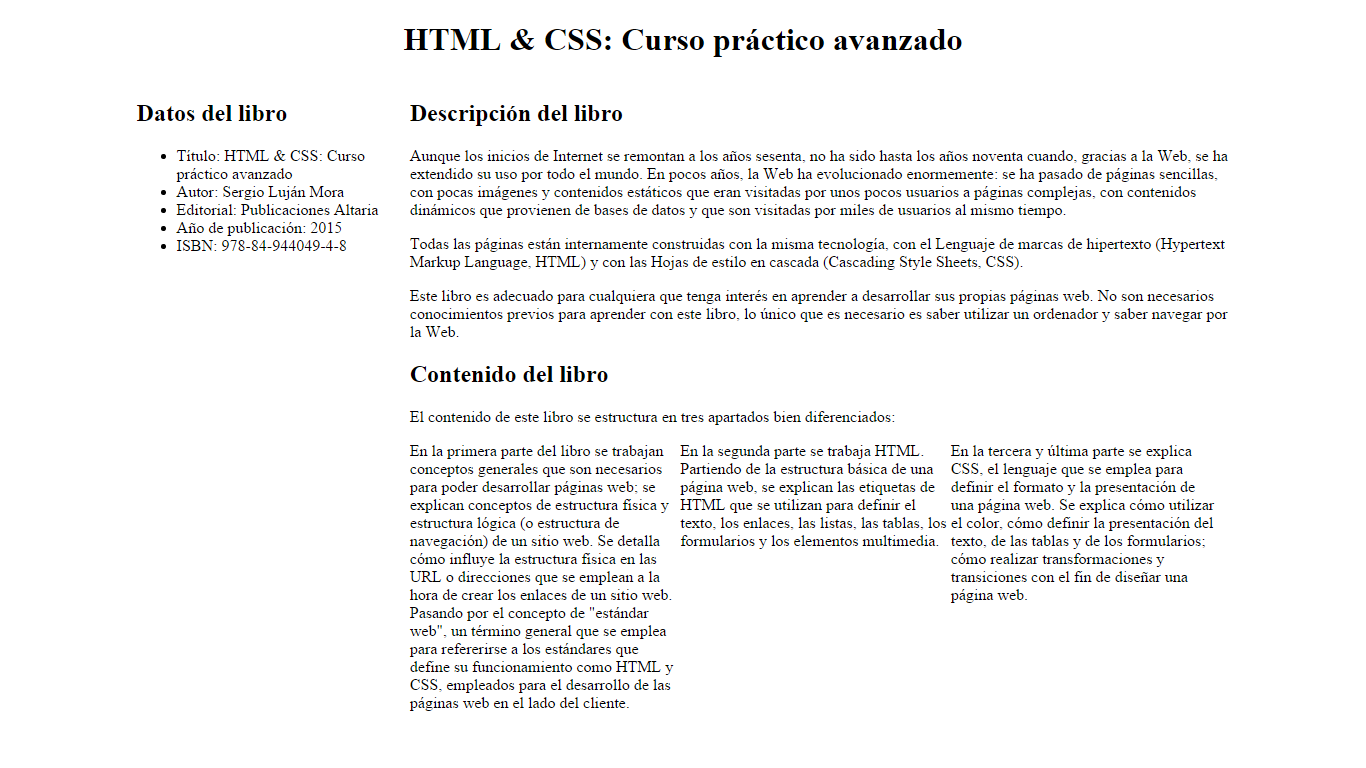 HTML & CSS: Curso práctico avanzado
Datos del libro
Título: HTML & CSS: Curso
práctico avanzado
Autor: Sergio Luján Mora
Editorial: Publicaciones Altaria
Año de publicación: 2015
ISBN: 978-84-944049-4-8
Descripción del libro
Aunque los inicios de Internet se remontan a los años sesenta, no ha sido hasta los años noventa cuando, gracias a la Web, se ha
extendido su uso por todo el mundo. En pocos años, la Web ha evolucionado enormemente: se ha pasado de páginas sencillas,
con pocas imágenes y contenidos estáticos que eran visitadas por unos pocos usuarios a páginas complejas, con contenidos
dinámicos que provienen de bases de datos y que son visitadas por miles de usuarios al mismo tiempo.
Todas las páginas están internamente construidas con la misma tecnología, con el Lenguaje de marcas de hipertexto (Hypertext
Markup Language, HTML) y con las Hojas de estilo en cascada (Cascading Style Sheets, CSS).
Este libro es adecuado para cualquiera que tenga interés en aprender a desarrollar sus propias páginas web. No son necesarios
conocimientos previos para aprender con este libro, lo único que es necesario es saber utilizar un ordenador y saber navegar por
la Web.
Contenido del libro
El contenido de este libro se estructura en tres apartados bien diferenciados:
En la primera parte del libro se trabajan
conceptos generales que son necesarios
para poder desarrollar páginas web; se
explican conceptos de estructura física y
estructura lógica (o estructura de
navegación) de un sitio web. Se detalla
cómo influye la estructura física en las
URL o direcciones que se emplean a la
hora de crear los enlaces de un sitio web.
Pasando por el concepto de "estándar
web", un término general que se emplea
para refererirse a los estándares que
define su funcionamiento como HTML y
CSS, empleados para el desarrollo de las
páginas web en el lado del cliente.
En la segunda parte se trabaja HTML.
Partiendo de la estructura básica de una
página web, se explican las etiquetas de
HTML que se utilizan para definir el
texto, los enlaces, las listas, las tablas, los
formularios y los elementos multimedia.
En la tercera y última parte se explica
CSS, el lenguaje que se emplea para
definir el formato y la presentación de
una página web. Se explica cómo utilizar
el color, cómo definir la presentación del
texto, de las tablas y de los formularios;
cómo realizar transformaciones y
transiciones con el fin de diseñar una
página web.